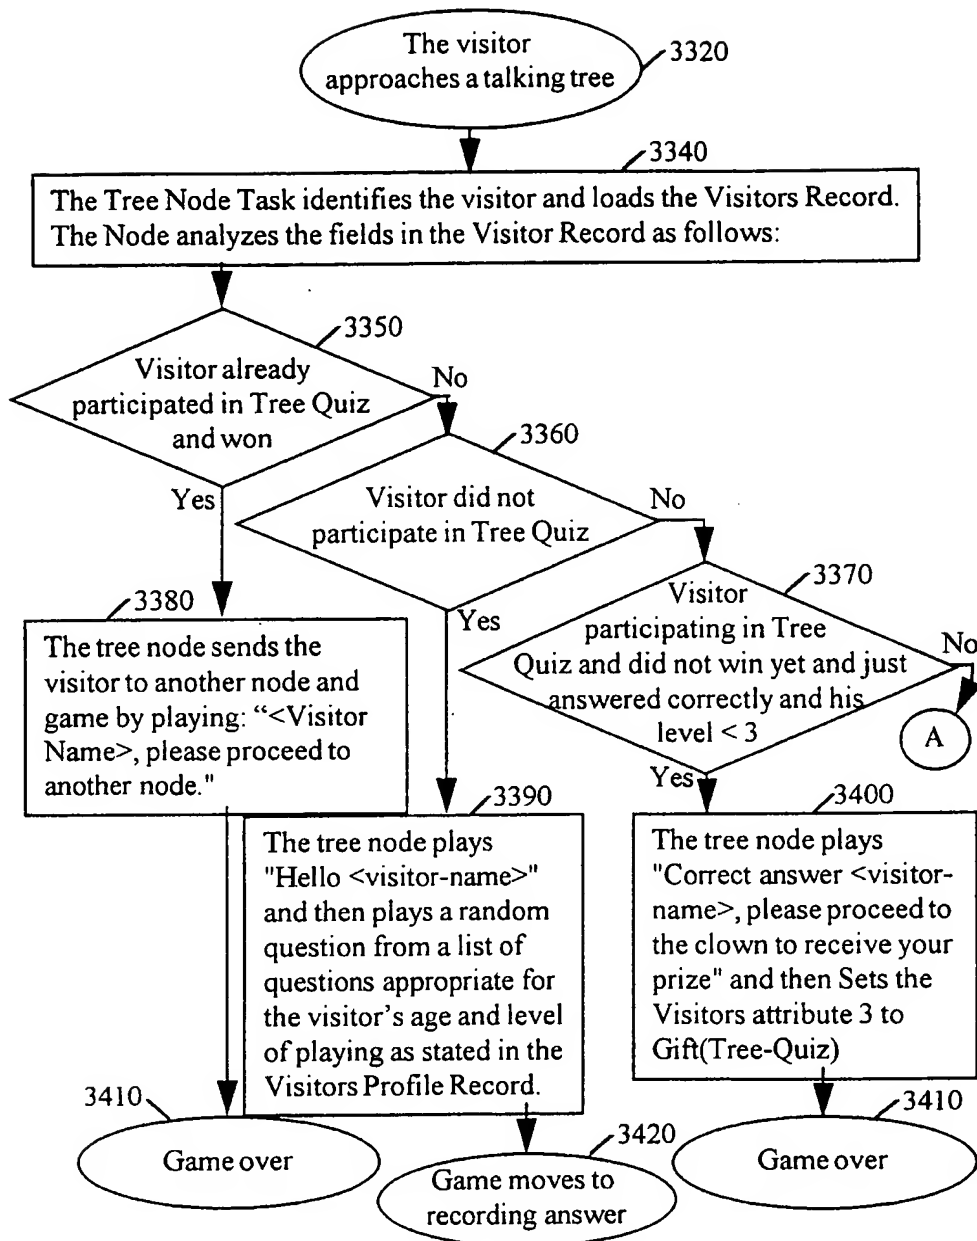 The visitor
approaches a talking tree
3320
3340
The Tree Node Task identifies the visitor and loads the Visitors Record.
The Node analyzes the fields in the Visitor Record as follows:
3350
Visitor already
participated in Tree Quiz
and won
No
Yes
3360
Visitor did not
participate in Tree Quiz
No
Yes
3370
Visitor
participating in Tree
Quiz and did not win yet and just
answered correctly and his
level < 3
No
A
Yes
3380
The tree node sends the
visitor to another node and
game by playing: “<Visitor
Name>, please proceed to
another node."
3390
The tree node plays
"Hello <visitor-name>"
and then plays a random
question from a list of
questions appropriate for
the visitor's age and level
of playing as stated in the
Visitors Profile Record.
3400
The tree node plays
"Correct answer <visitor-
name>, please proceed to
the clown to receive your
prize" and then Sets the
Visitors attribute 3 to
Gift(Tree-Quiz)
3410
Game over
3420
Game moves to
recording answer
3410
Game over